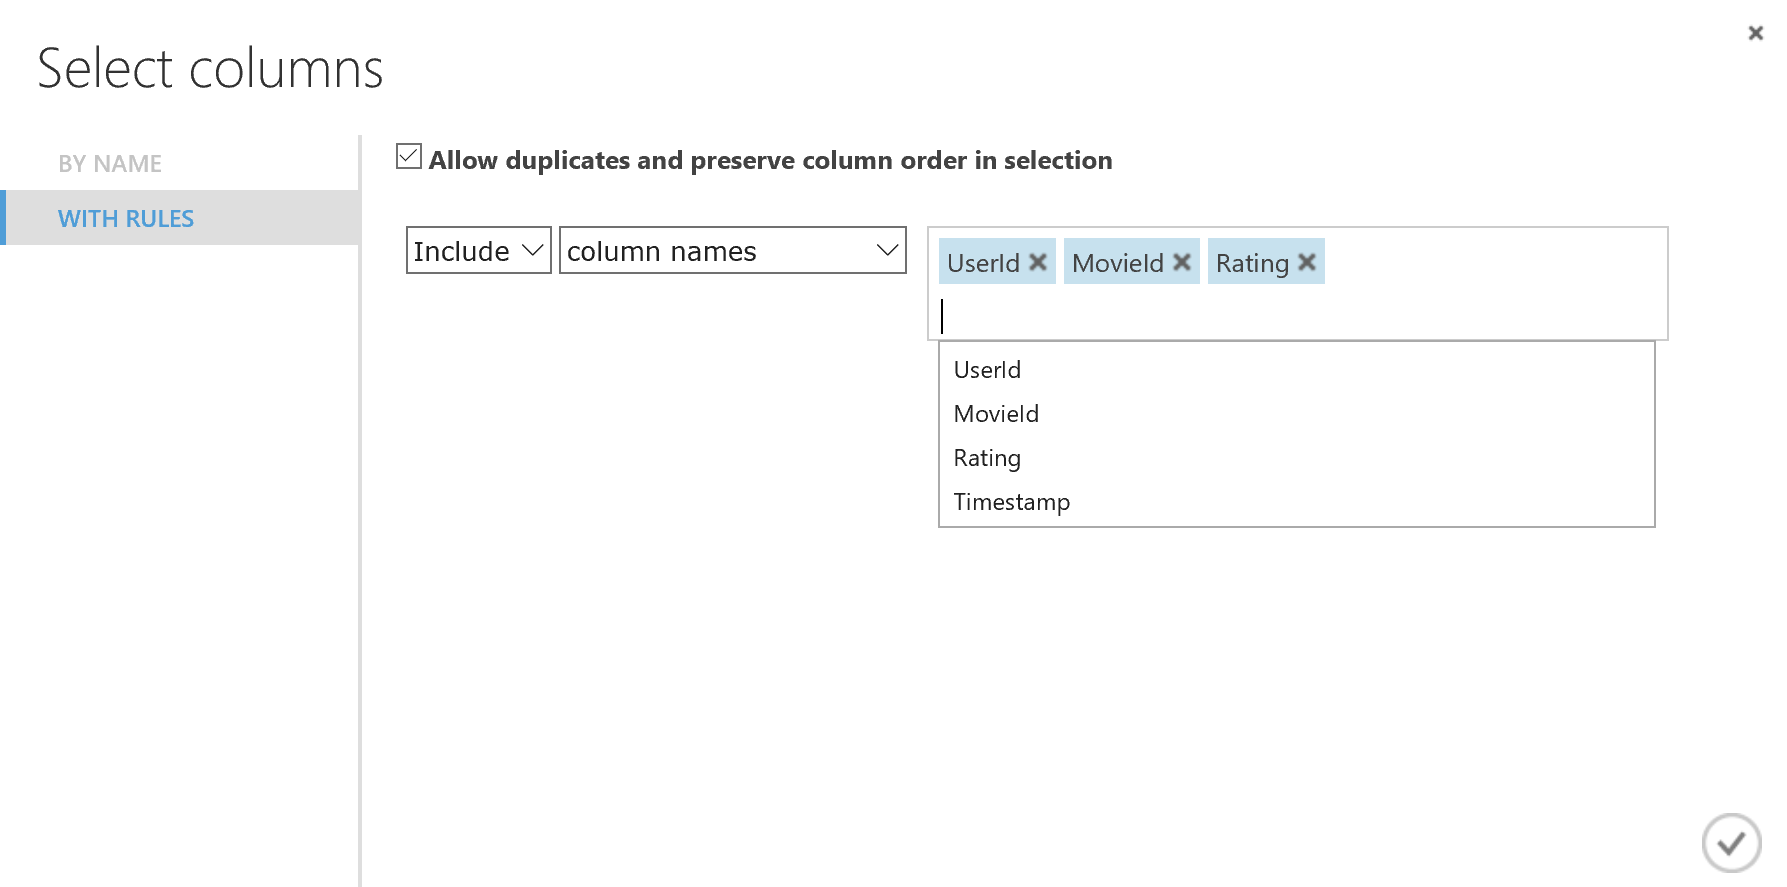 Select columns
BY NAME
WITH RULES
Allow duplicates and preserve column order in selection
Include column names UserId MovieId Rating
UserId
MovieId
Rating
Timestamp